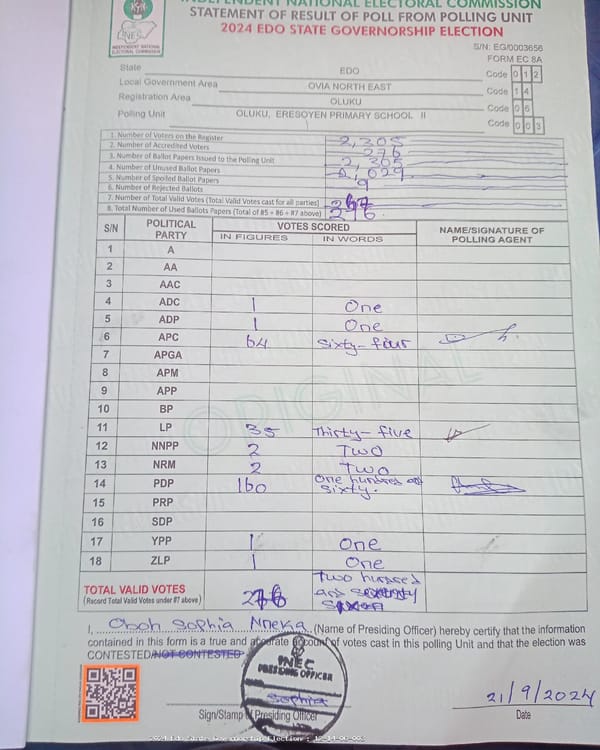 INDEPENDENT NATIONAL ELECTORAL COMMISSION
STATEMENT OF RESULT OF POLL FROM POLLING UNIT
2024 EDO STATE GOVERNORSHIP ELECTION
INEC
INDEPENDENT NATIONAL ELECTORAL COMMISSION
S/N: EG/0003656
FORM EC 8A
State EDO Code 0 1 2
Local Government Area OVIA NORTH EAST Code 1 4
Registration Area OLUKU Code 0 6
Polling Unit OLUKU, ERESOYEN PRIMARY SCHOOL II Code 0 0 3
1. Number of Voters on the Register 2,305
2. Number of Accredited Voters 276
3. Number of Ballot Papers Issued to the Polling Unit 2,305
4. Number of Unused Ballot Papers 2,029
5. Number of Spoiled Ballot Papers
6. Number of Rejected Ballots 9
7. Number of Total Valid Votes (Total Valid Votes cast for all parties) 267
8. Total Number of Used Ballots Papers (Total of #5 + #6 + #7 above) 276
S/N POLITICAL PARTY VOTES SCORED NAME/SIGNATURE OF POLLING AGENT
IN FIGURES IN WORDS
1 A
2 AA
3 AAC
4 ADC 1 One
5 ADP 1 One
6 APC 64 Sixty-four
7 APGA
8 APM
9 APP
10 BP
11 LP 35 Thirty-five
12 NNPP 2 Two
13 NRM 2 Two
14 PDP 160 One hundred and sixty.
15 PRP
16 SDP
17 YPP 1 One
18 ZLP 1 One
TOTAL VALID VOTES Two hundred
(Record Total Valid Votes under #7 above) and
ORIGINAL
I, Oboh Sophia Nneka (Name of Presiding Officer) hereby certify that the information
contained in this form is a true and accurate account of votes cast in this polling Unit and that the election was
CONTESTED/NOT CONTESTED
INEC
PRESIDING OFFICER
Sophia
21/9/2024
Sign/Stamp of Presiding Officer Date